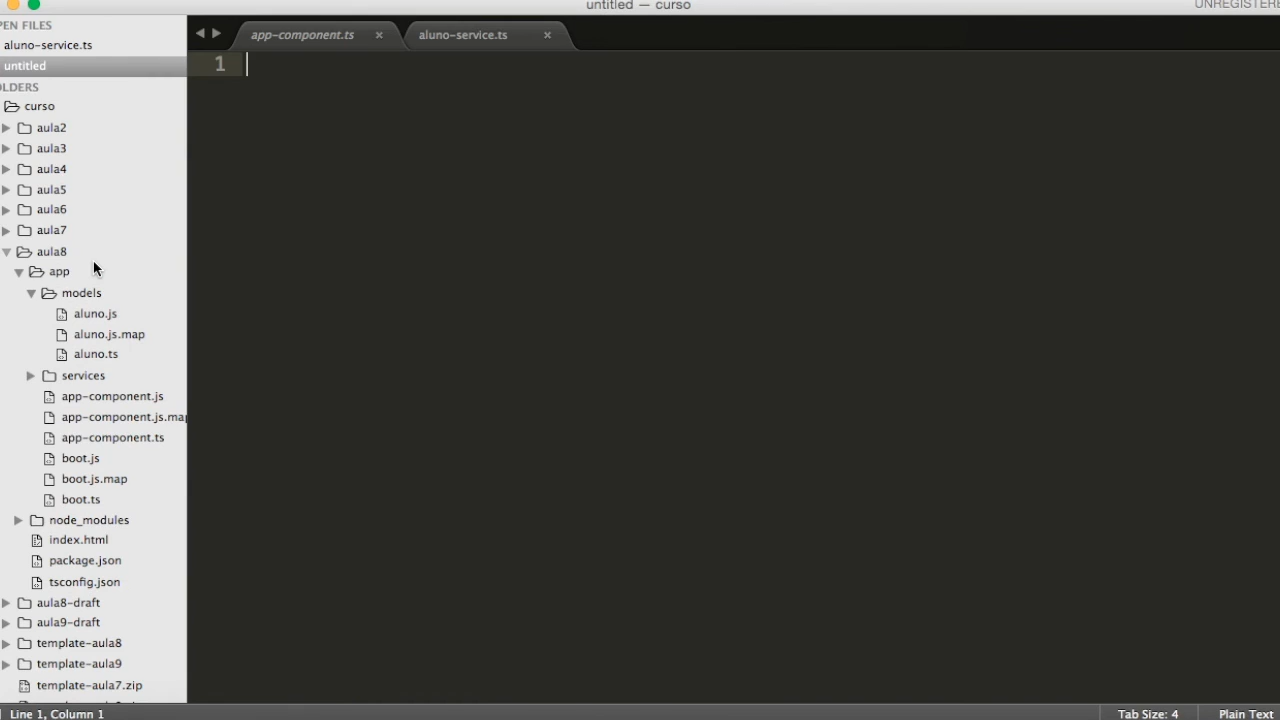 untitled — curso
UNREGISTERE
PEN FILES
aluno-service.ts
untitled
OLDERS
curso
aula2
aula3
aula4
aula5
aula6
aula7
aula8
app
models
aluno.js
aluno.js.map
aluno.ts
services
app-component.js
app-component.js.map
app-component.ts
boot.js
boot.js.map
boot.ts
node_modules
index.html
package.json
tsconfig.json
aula8-draft
aula9-draft
template-aula8
template-aula9
template-aula7.zip
app-component.ts
aluno-service.ts
1
Line 1, Column 1
Tab Size: 4
Plain Text